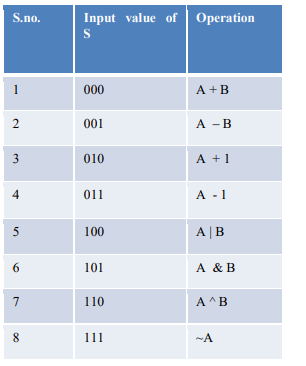 S.no. Input value of S Operation
1 000 A + B
2 001 A – B
3 010 A + 1
4 011 A - 1
5 100 A | B
6 101 A & B
7 110 A ^ B
8 111 ~A